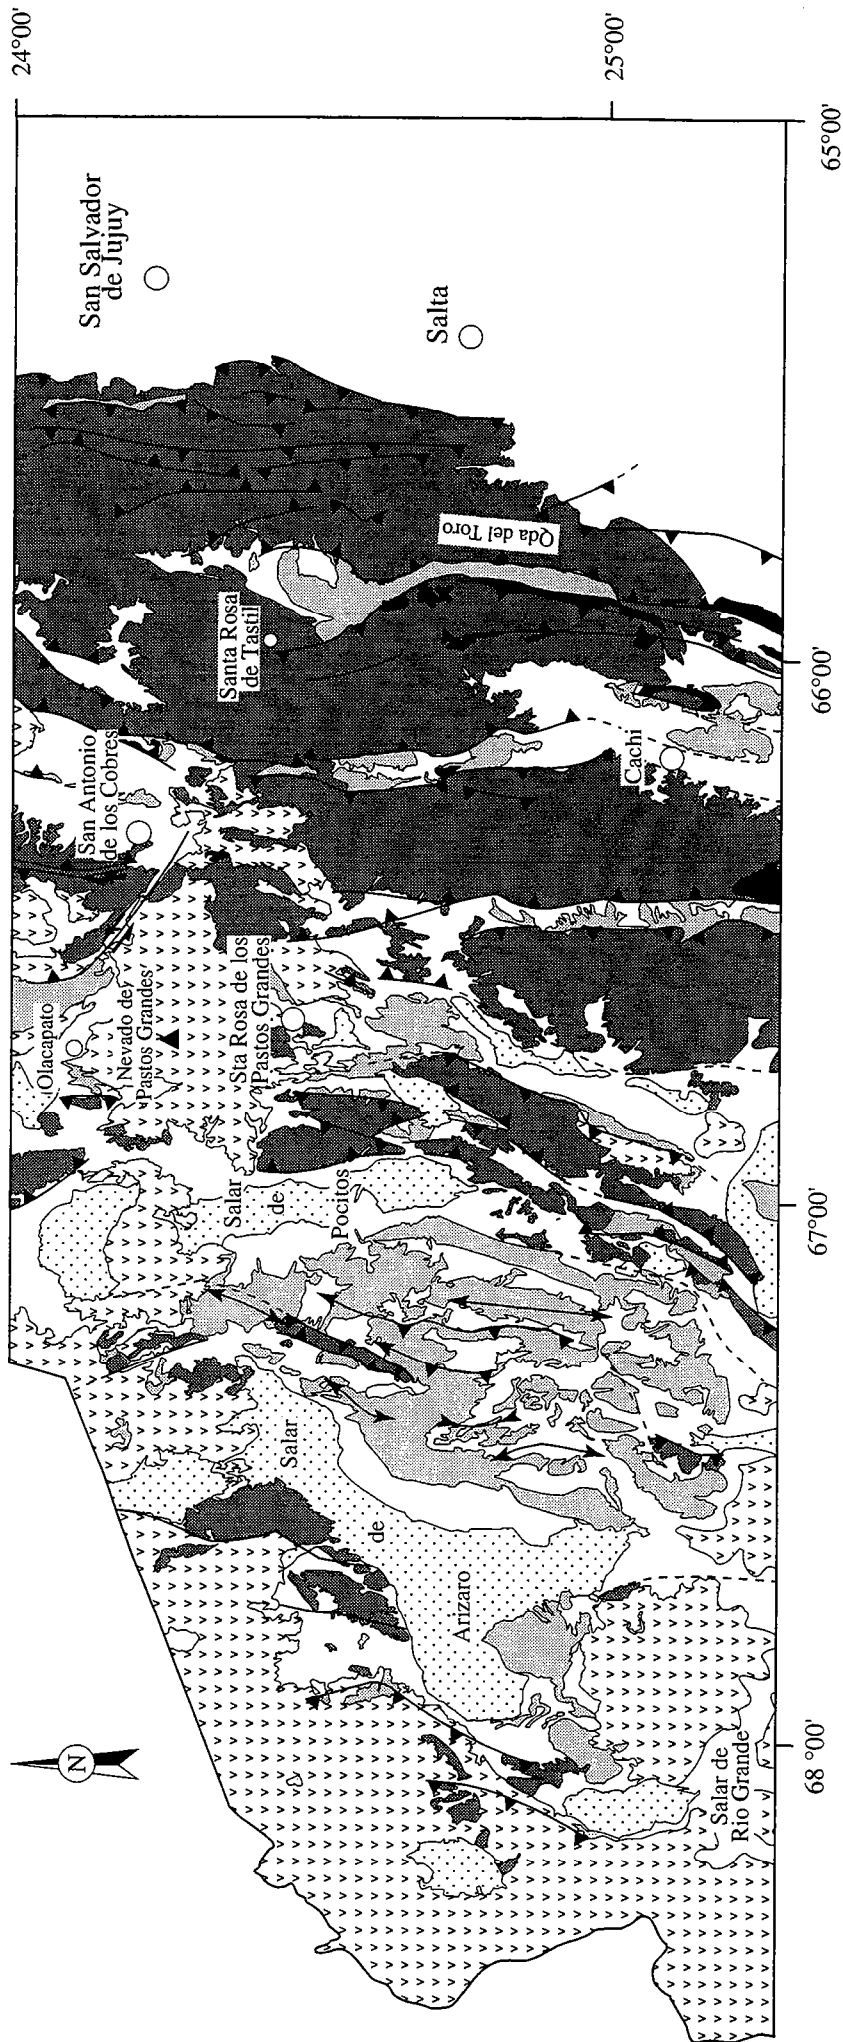 24°00'
25°00'
65°00'
66°00'
67°00'
68°00'
San Salvador
de Jujuy
Salta
Qda del Toro
Santa Rosa
de Tastil
San Antonio
de los Cobres
Cachi
Olacapato
Nevado de
Pastos Grandes
Sta Rosa de los
Pastos Grandes
Salar
de
Pocitos
Salar
de
Arizaro
Salar de
Rio Grande
N